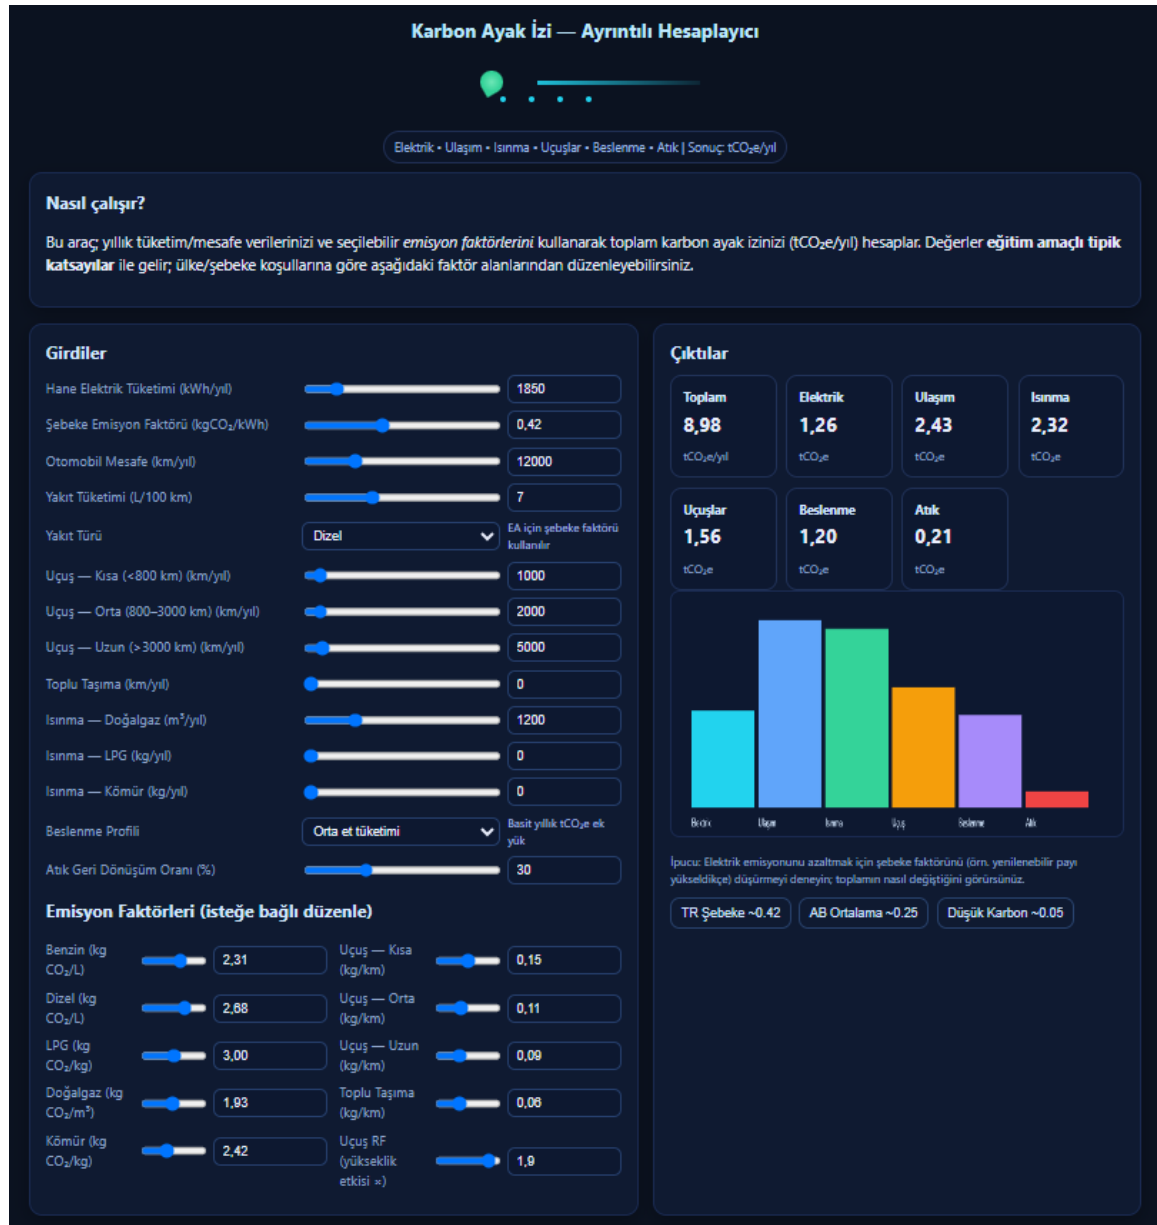 Karbon Ayak İzi — Ayrıntılı Hesaplayıcı
Elektrik • Ulaşım • Isınma • Uçuşlar • Beslenme • Atık | Sonuç: tCO₂e/yıl
Nasıl çalışır?
Bu araç; yıllık tüketim/mesafe verilerinizi ve seçilebilir emisyon faktörlerini kullanarak toplam karbon ayak izinizi (tCO₂e/yıl) hesaplar. Değerler eğitim amaçlı tipik
katsayılar ile gelir; ülke/şebeke koşullarına göre aşağıdaki faktör alanlarından düzenleyebilirsiniz.
Girdiler
Hane Elektrik Tüketimi (kWh/yıl) 1850
Şebeke Emisyon Faktörü (kgCO₂/kWh) 0,42
Otomobil Mesafe (km/yıl) 12000
Yakıt Tüketimi (L/100 km) 7
Yakıt Türü Dizel EA için şebeke faktörü
kullanılır
Uçuş — Kısa (<800 km) (km/yıl) 1000
Uçuş — Orta (800–3000 km) (km/yıl) 2000
Uçuş — Uzun (>3000 km) (km/yıl) 5000
Toplu Taşıma (km/yıl) 0
Isınma — Doğalgaz (m³/yıl) 1200
Isınma — LPG (kg/yıl) 0
Isınma — Kömür (kg/yıl) 0
Beslenme Profili Orta et tüketimi Basit yıllık tCO₂e ek
yük
Atık Geri Dönüşüm Oranı (%) 30
Emisyon Faktörleri (isteğe bağlı düzenle)
Benzin (kg
CO₂/L) 2,31
Uçuş — Kısa
(kg/km) 0,15
Dizel (kg
CO₂/L) 2,68
Uçuş — Orta
(kg/km) 0,11
LPG (kg
CO₂/kg) 3,00
Uçuş — Uzun
(kg/km) 0,09
Doğalgaz (kg
CO₂/m³) 1,93
Toplu Taşıma
(kg/km) 0,06
Kömür (kg
CO₂/kg) 2,42
Uçuş RF
(yükseklik
etkisi ×) 1,9
Çıktılar
Toplam
8,98
tCO₂e/yıl
Elektrik
1,26
tCO₂e
Ulaşım
2,43
tCO₂e
Isınma
2,32
tCO₂e
Uçuşlar
1,56
tCO₂e
Beslenme
1,20
tCO₂e
Atık
0,21
tCO₂e
Elektrik Ulaşım Isınma Uçuş Beslenme Atık
İpucu: Elektrik emisyonunu azaltmak için şebeke faktörünü (örn. yenilenebilir payı
yükseldikçe) düşürmeyi deneyin; toplamın nasıl değiştiğini görürsünüz.
TR Şebeke ~0.42 AB Ortalama ~0.25 Düşük Karbon ~0.05